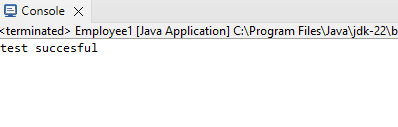 Console
<terminated> Employee1 [Java Application] C:\Program Files\Java\jdk-22\b
test succesful